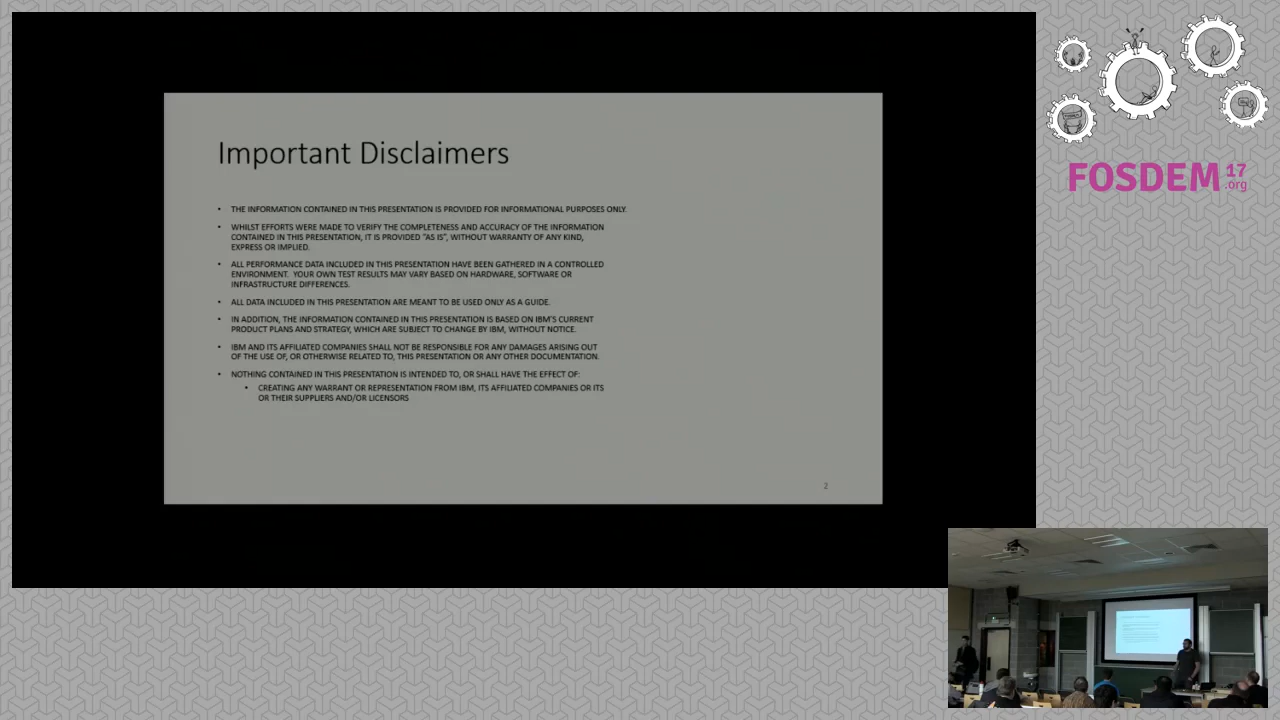 Important Disclaimers
• THE INFORMATION CONTAINED IN THIS PRESENTATION IS PROVIDED FOR INFORMATIONAL PURPOSES ONLY.
• WHILST EFFORTS WERE MADE TO VERIFY THE COMPLETENESS AND ACCURACY OF THE INFORMATION
CONTAINED IN THIS PRESENTATION, IT IS PROVIDED "AS IS", WITHOUT WARRANTY OF ANY KIND,
EXPRESS OR IMPLIED.
• ALL PERFORMANCE DATA INCLUDED IN THIS PRESENTATION HAVE BEEN GATHERED IN A CONTROLLED
ENVIRONMENT. YOUR OWN TEST RESULTS MAY VARY BASED ON HARDWARE, SOFTWARE OR
INFRASTRUCTURE DIFFERENCES.
• ALL DATA INCLUDED IN THIS PRESENTATION ARE MEANT TO BE USED ONLY AS A GUIDE.
• IN ADDITION, THE INFORMATION CONTAINED IN THIS PRESENTATION IS BASED ON IBM'S CURRENT
PRODUCT PLANS AND STRATEGY, WHICH ARE SUBJECT TO CHANGE BY IBM, WITHOUT NOTICE.
• IBM AND ITS AFFILIATED COMPANIES SHALL NOT BE RESPONSIBLE FOR ANY DAMAGES ARISING OUT
OF THE USE OF, OR OTHERWISE RELATED TO, THIS PRESENTATION OR ANY OTHER DOCUMENTATION.
• NOTHING CONTAINED IN THIS PRESENTATION IS INTENDED TO, OR SHALL HAVE THE EFFECT OF:
• CREATING ANY WARRANT OR REPRESENTATION FROM IBM, ITS AFFILIATED COMPANIES OR ITS
OR THEIR SUPPLIERS AND/OR LICENSORS
2
FOSDEM 17
.org